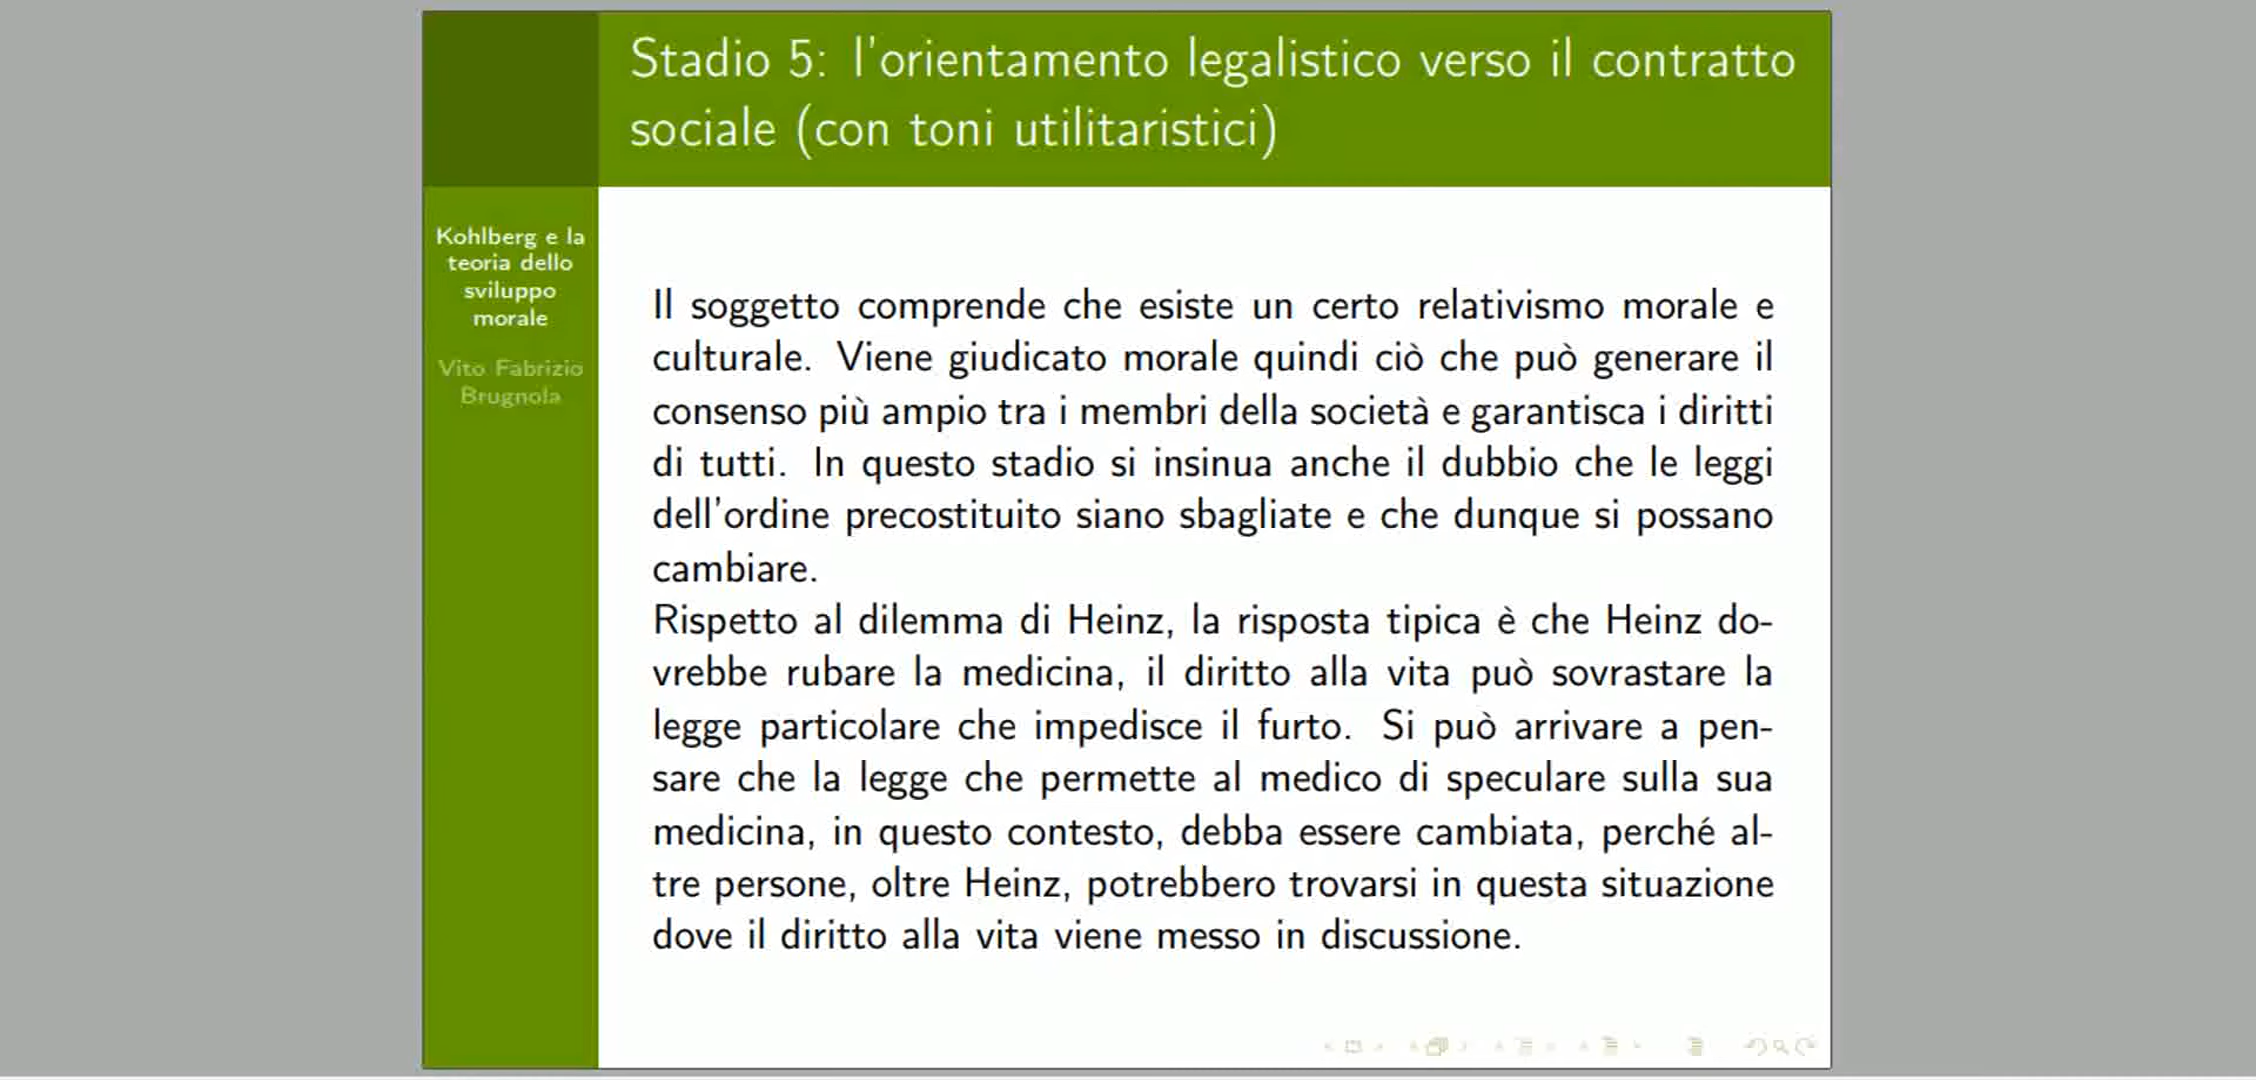 Stadio 5: l'orientamento legalistico verso il contratto
sociale (con toni utilitaristici)
Kohlberg e la
teoria dello
sviluppo
morale
Vito Fabrizio
Brugnola
Il soggetto comprende che esiste un certo relativismo morale e
culturale. Viene giudicato morale quindi ciò che può generare il
consenso più ampio tra i membri della società e garantisca i diritti
di tutti. In questo stadio si insinua anche il dubbio che le leggi
dell'ordine precostituito siano sbagliate e che dunque si possano
cambiare.
Rispetto al dilemma di Heinz, la risposta tipica è che Heinz do-
vrebbe rubare la medicina, il diritto alla vita può sovrastare la
legge particolare che impedisce il furto. Si può arrivare a pen-
sare che la legge che permette al medico di speculare sulla sua
medicina, in questo contesto, debba essere cambiata, perché al-
tre persone, oltre Heinz, potrebbero trovarsi in questa situazione
dove il diritto alla vita viene messo in discussione.